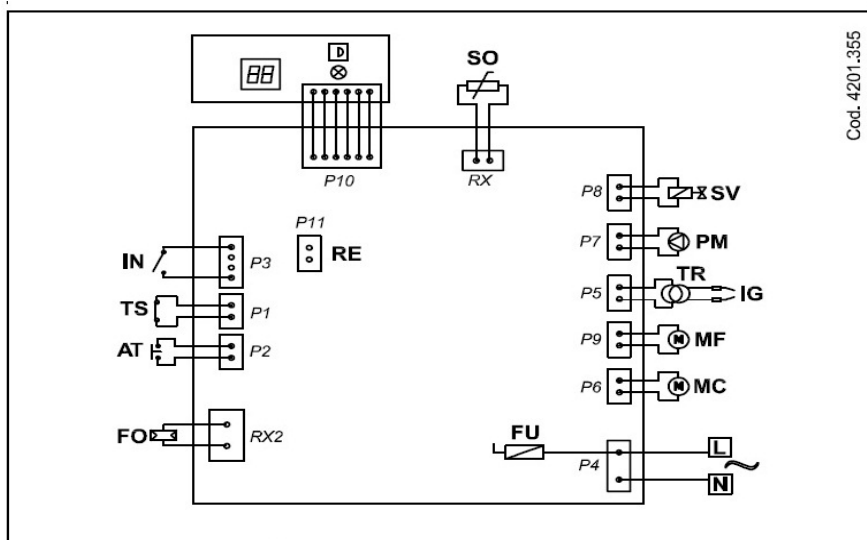 Cod. 4201.355
D
88
SO
P10
RX
P8
SV
P11
P7
PM
IN
P3
RE
TR
P5
IG
TS
P1
P9
MF
AT
P2
P6
MC
FO
RX2
FU
P4
L
N
M
M